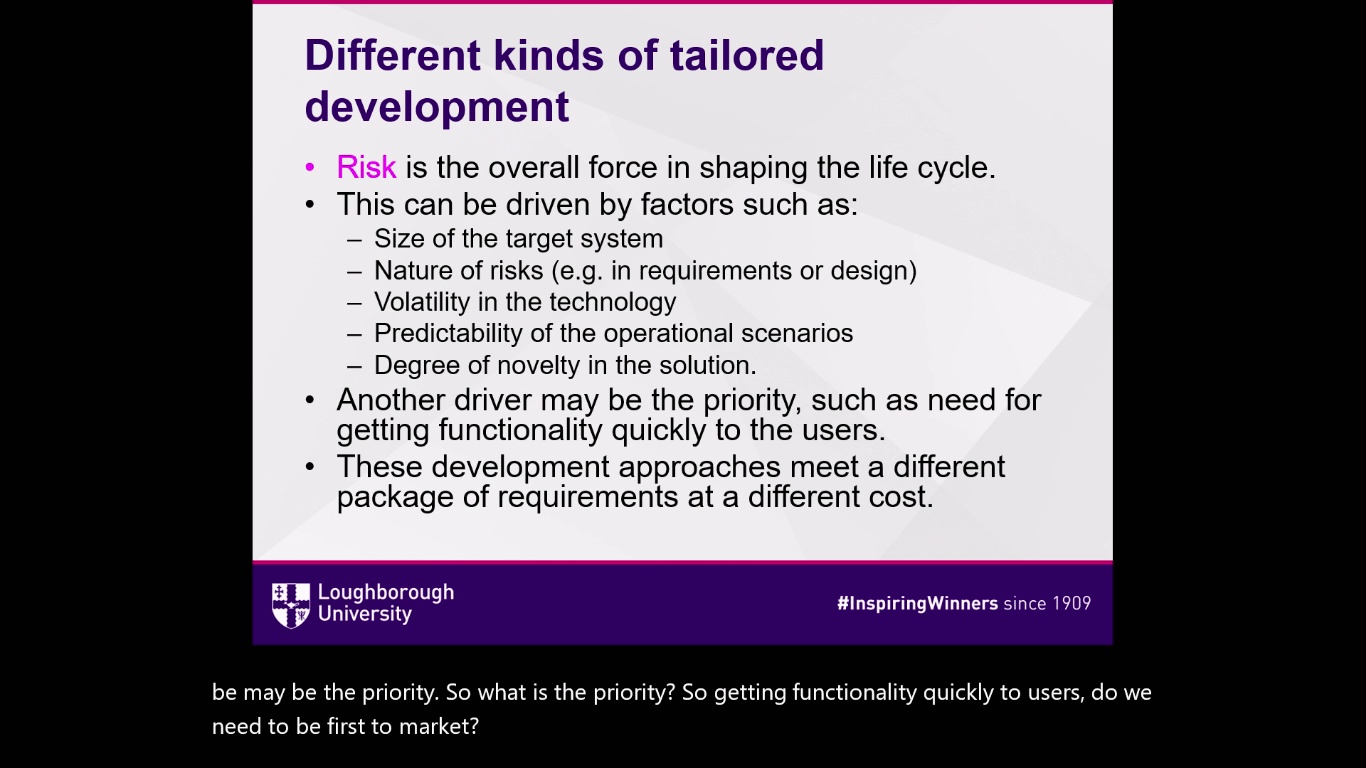 Different kinds of tailored
development
• Risk is the overall force in shaping the life cycle.
• This can be driven by factors such as:
– Size of the target system
– Nature of risks (e.g. in requirements or design)
– Volatility in the technology
– Predictability of the operational scenarios
– Degree of novelty in the solution.
• Another driver may be the priority, such as need for
getting functionality quickly to the users.
• These development approaches meet a different
package of requirements at a different cost.
Loughborough
University
#InspiringWinners since 1909
be may be the priority. So what is the priority? So getting functionality quickly to users, do we
need to be first to market?